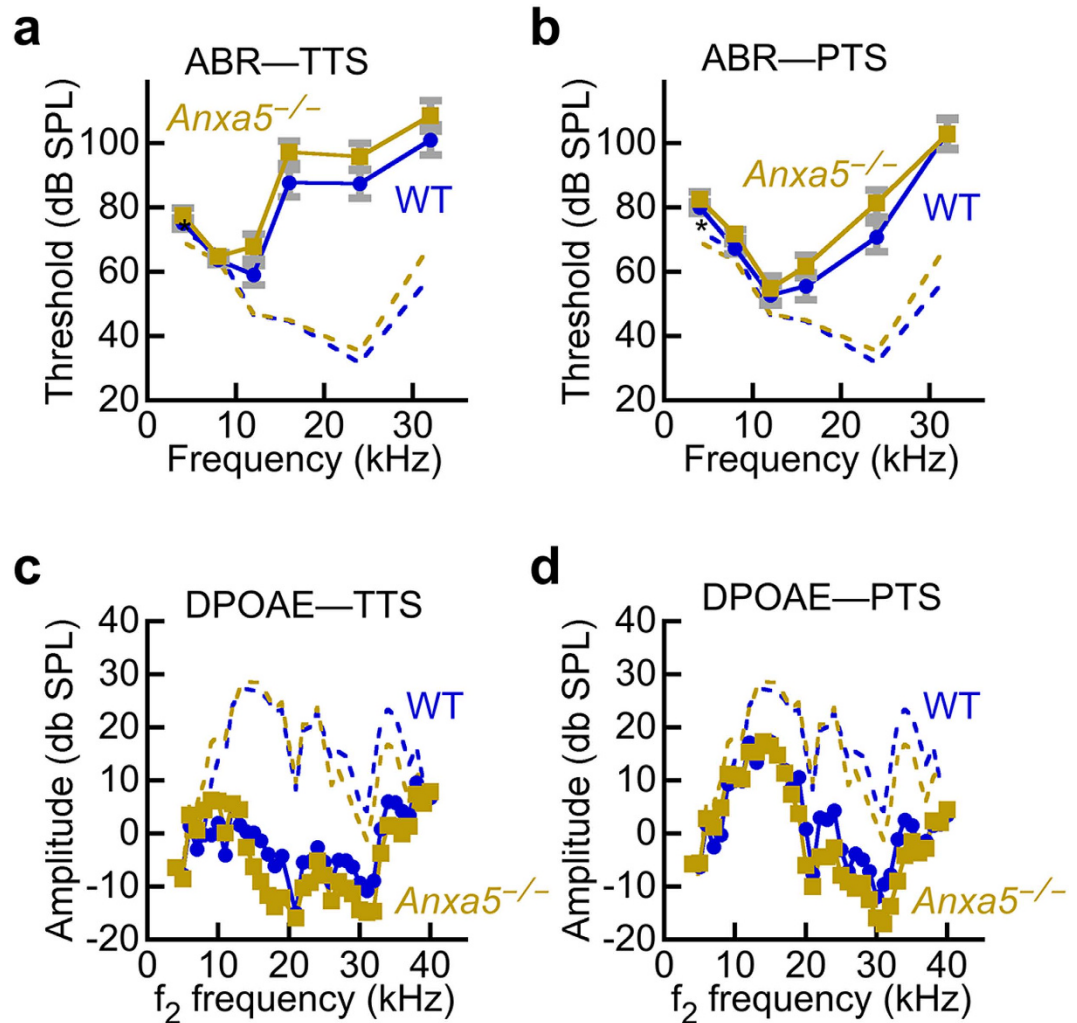 a
ABR—TTS
Threshold (dB SPL)
100
80
60
40
20
Anxa5⁻/⁻
WT
*
0
10
20
30
Frequency (kHz)
b
ABR—PTS
Threshold (dB SPL)
100
80
60
40
20
Anxa5⁻/⁻
WT
*
0
10
20
30
Frequency (kHz)
c
DPOAE—TTS
Amplitude (db SPL)
40
30
20
10
0
-10
-20
WT
Anxa5⁻/⁻
0
10
20
30
40
f₂ frequency (kHz)
d
DPOAE—PTS
Amplitude (db SPL)
40
30
20
10
0
-10
-20
WT
Anxa5⁻/⁻
0
10
20
30
40
f₂ frequency (kHz)